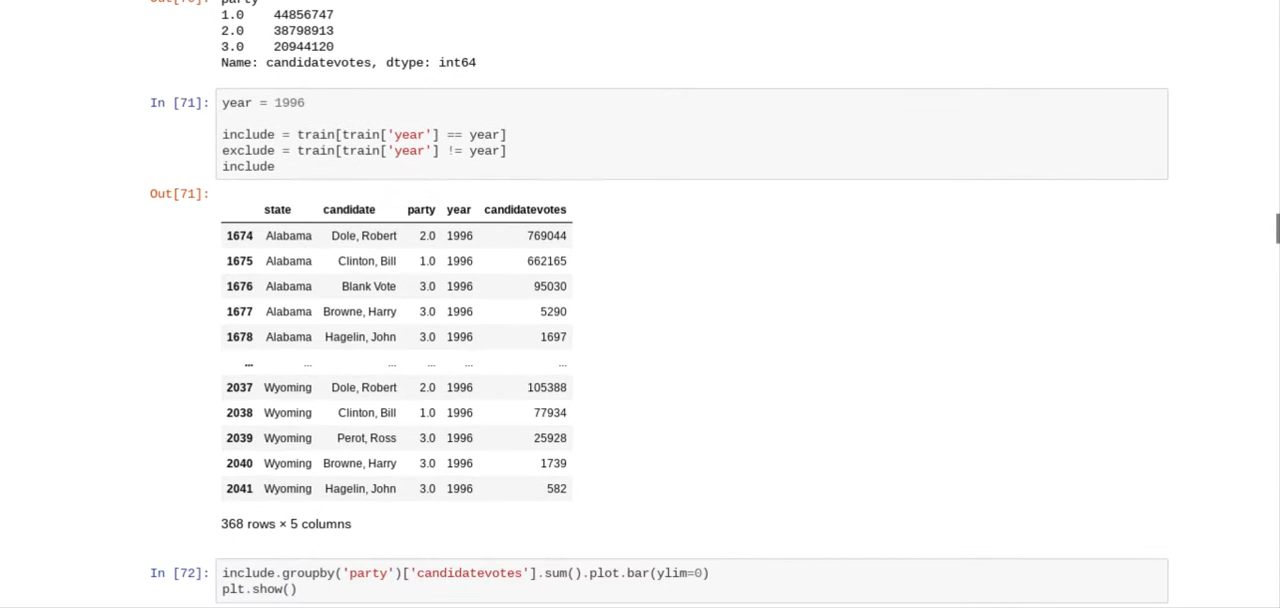 Out[70]: party
1.0 44856747
2.0 38798913
3.0 20944120
Name: candidatevotes, dtype: int64
In [71]: year = 1996
include = train[train['year'] == year]
exclude = train[train['year'] != year]
include
Out[71]:
state candidate party year candidatevotes
1674 Alabama Dole, Robert 2.0 1996 769044
1675 Alabama Clinton, Bill 1.0 1996 662165
1676 Alabama Blank Vote 3.0 1996 95030
1677 Alabama Browne, Harry 3.0 1996 5290
1678 Alabama Hagelin, John 3.0 1996 1697
... ... ... ... ... ...
2037 Wyoming Dole, Robert 2.0 1996 105388
2038 Wyoming Clinton, Bill 1.0 1996 77934
2039 Wyoming Perot, Ross 3.0 1996 25928
2040 Wyoming Browne, Harry 3.0 1996 1739
2041 Wyoming Hagelin, John 3.0 1996 582
368 rows × 5 columns
In [72]: include.groupby('party')['candidatevotes'].sum().plot.bar(ylim=0)
plt.show()